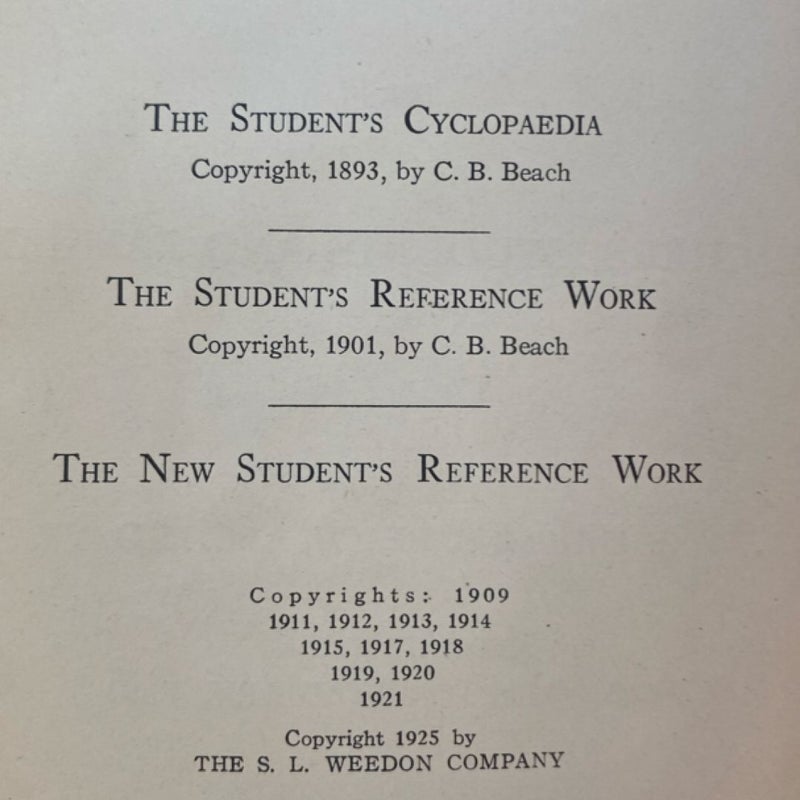 The Student's Cyclopaedia
Copyright, 1893, by C. B. Beach
The Student's Reference Work
Copyright, 1901, by C. B. Beach
The New Student's Reference Work
Copyrights: 1909
1911, 1912, 1913, 1914
1915, 1917, 1918
1919, 1920
1921
Copyright 1925 by
THE S. L. WEEDON COMPANY